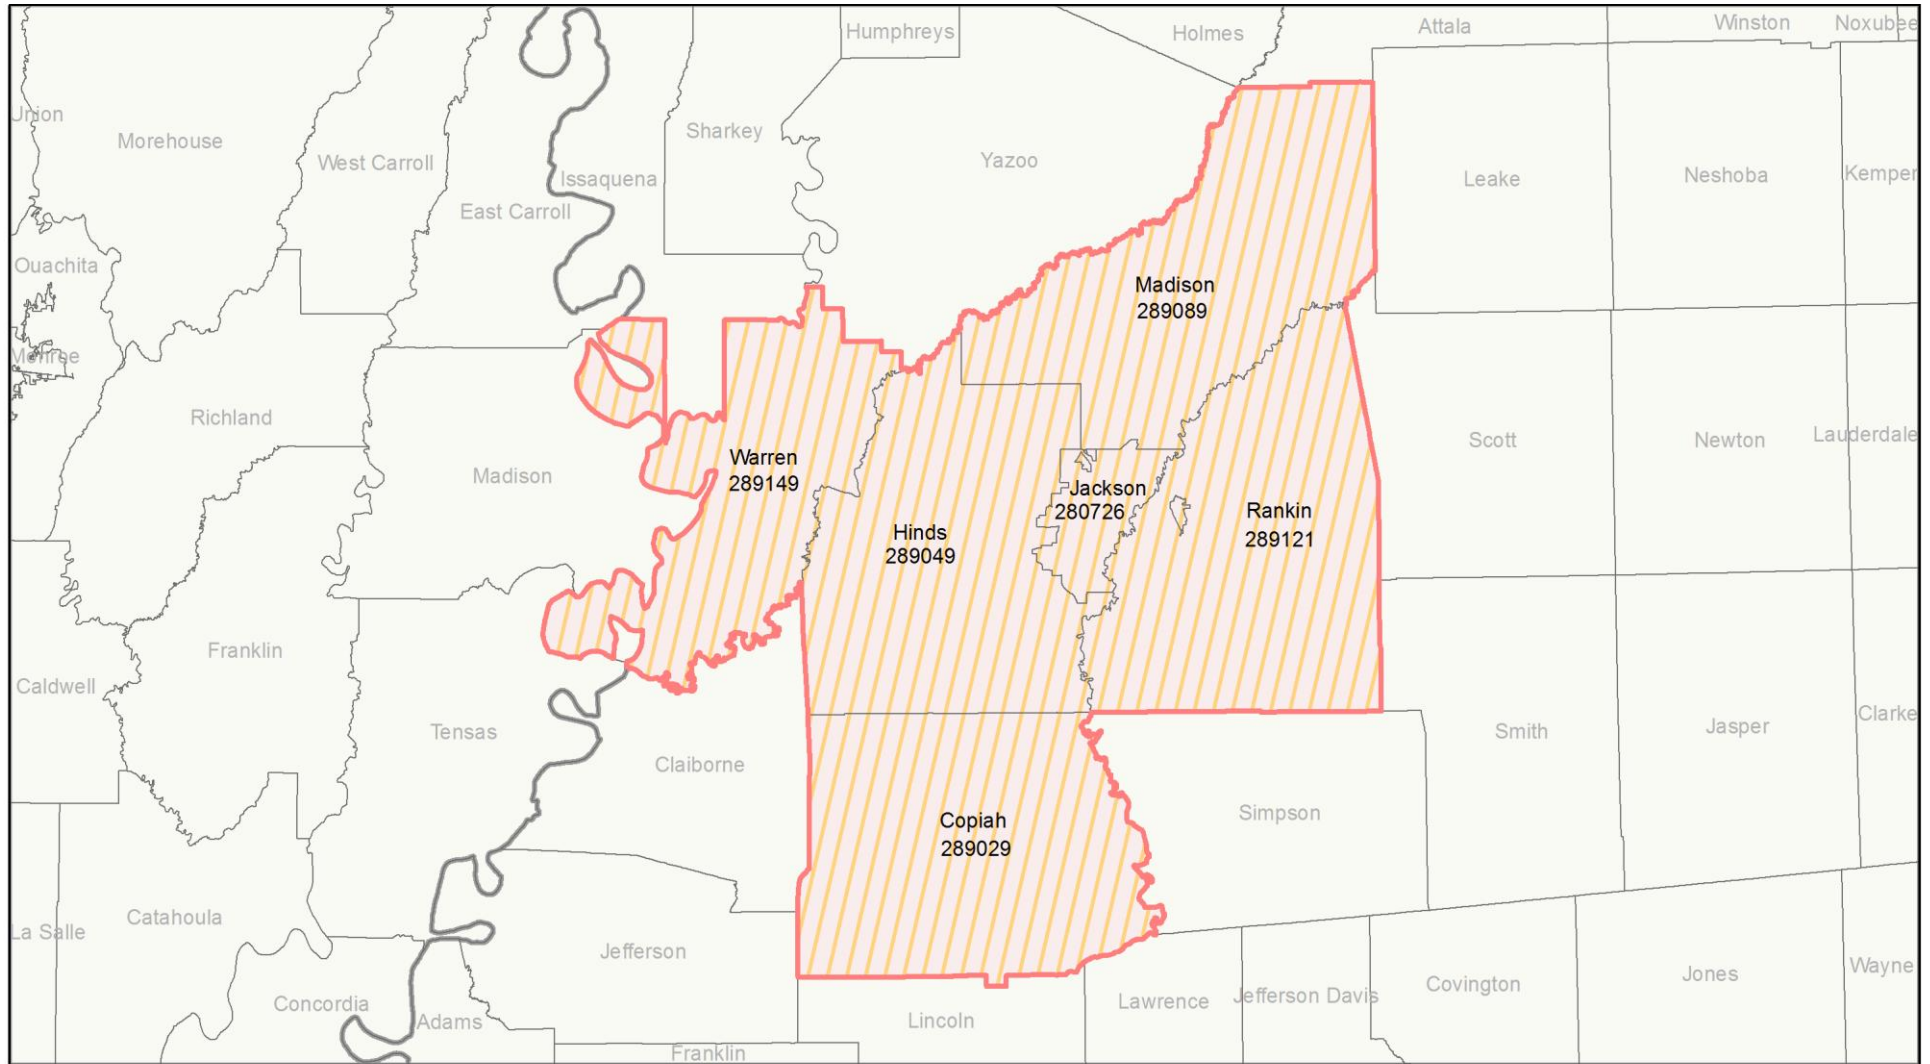 Humphreys
Holmes
Attala
Winston
Noxubee
Union
Morehouse
West Carroll
Sharkey
Yazoo
Issaquena
East Carroll
Leake
Neshoba
Kemper
Ouachita
Madison
289089
Monroe
Richland
Madison
Warren
289149
Jackson
280726
Hinds
289049
Rankin
289121
Scott
Newton
Lauderdale
Franklin
Caldwell
Tensas
Claiborne
Smith
Jasper
Clarke
Copiah
289029
Simpson
La Salle
Catahoula
Jefferson
Concordia
Adams
Franklin
Lincoln
Lawrence
Jefferson Davis
Covington
Jones
Wayne